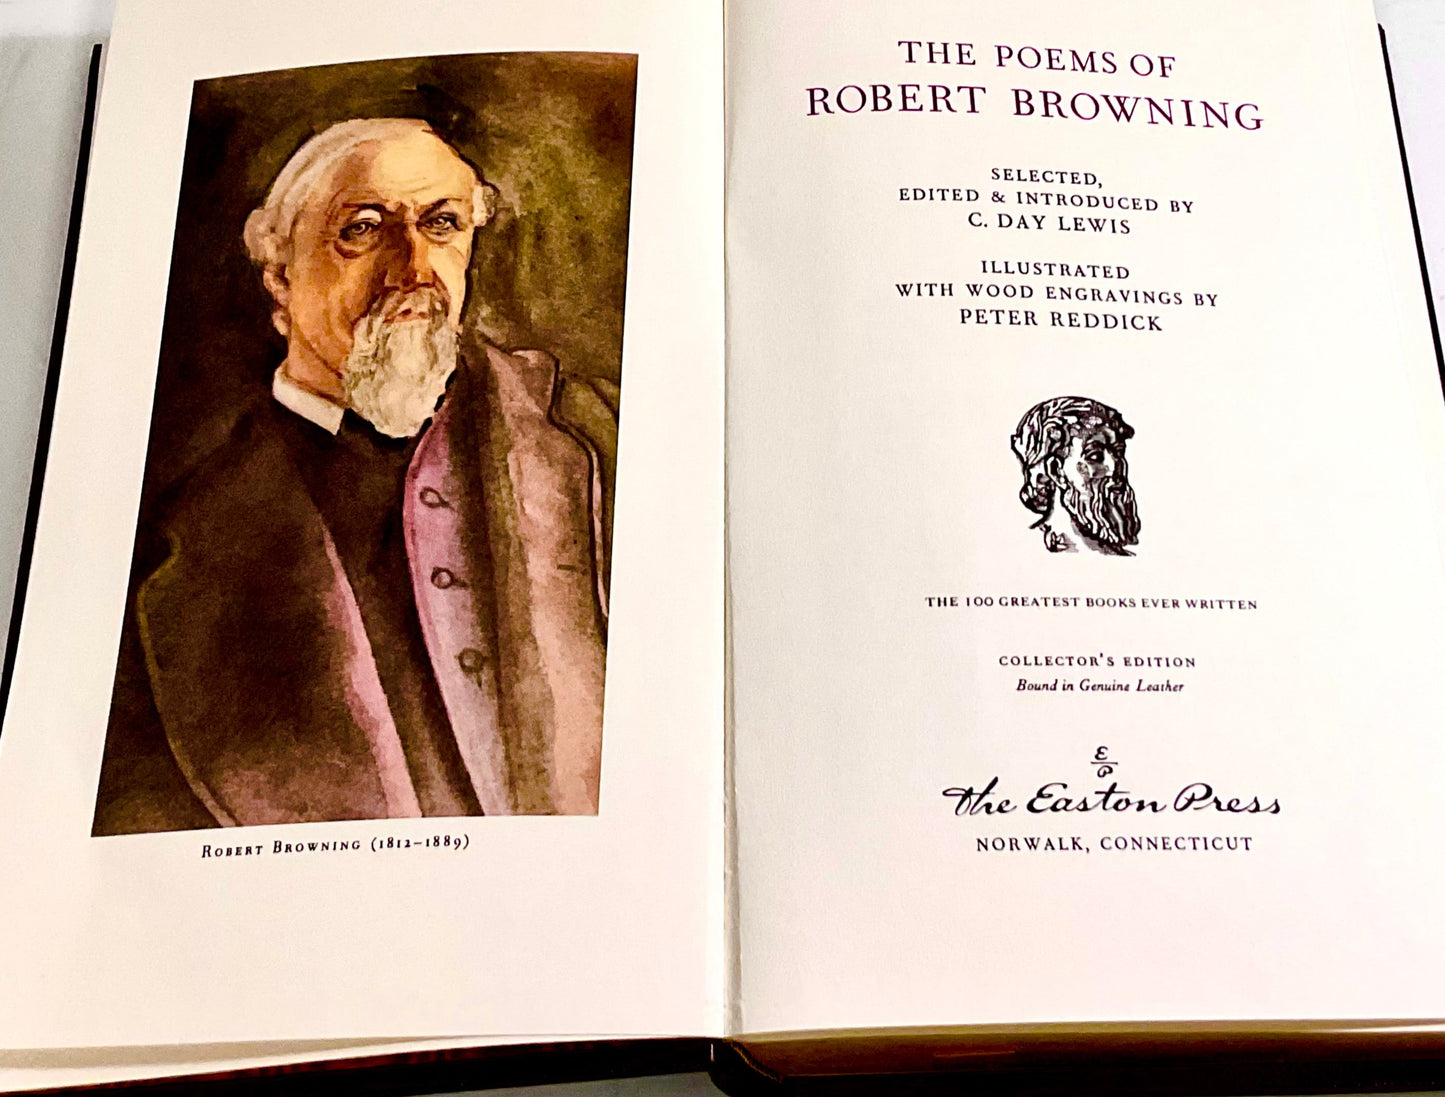 Robert Browning (1812–1889)
THE POEMS OF
ROBERT BROWNING
SELECTED,
EDITED & INTRODUCED BY
C. DAY LEWIS
ILLUSTRATED
WITH WOOD ENGRAVINGS BY
PETER REDDICK
THE 100 GREATEST BOOKS EVER WRITTEN
COLLECTOR'S EDITION
Bound in Genuine Leather
E
P
The Easton Press
NORWALK, CONNECTICUT